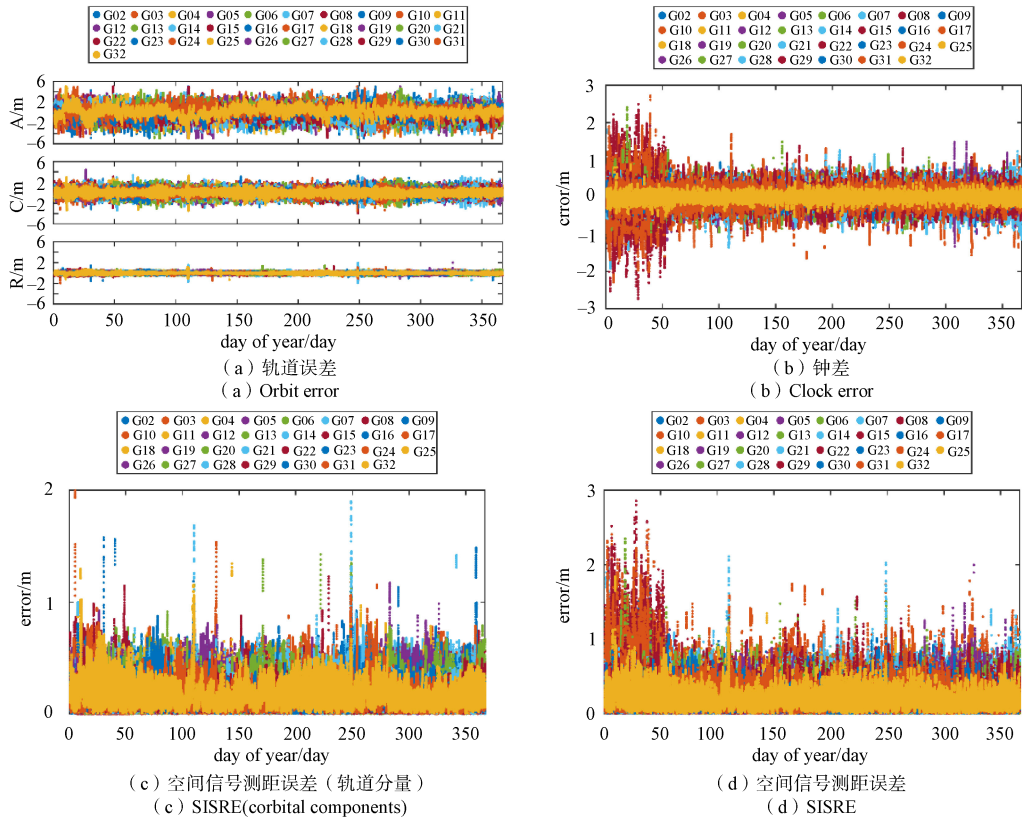 G02 G03 G04 G05 G06 G07 G08 G09 G10 G11
G12 G13 G14 G15 G16 G17 G18 G19 G20 G21
G22 G23 G24 G25 G26 G27 G28 G29 G30 G31
G32
6
2
−2
−6
A/m
6
2
−2
−6
C/m
6
2
−2
−6
R/m
0 50 100 150 200 250 300 350
day of year/day
(a)轨道误差
(a)Orbit error
G02 G03 G04 G05 G06 G07 G08 G09
G10 G11 G12 G13 G14 G15 G16 G17
G18 G19 G20 G21 G22 G23 G24 G25
G26 G27 G28 G29 G30 G31 G32
3
2
1
0
−1
−2
−3
error/m
0 50 100 150 200 250 300 350
day of year/day
(b)钟差
(b)Clock error
G02 G03 G04 G05 G06 G07 G08 G09
G10 G11 G12 G13 G14 G15 G16 G17
G18 G19 G20 G21 G22 G23 G24 G25
G26 G27 G28 G29 G30 G31 G32
2
1
0
error/m
0 50 100 150 200 250 300 350
day of year/day
(c)空间信号测距误差(轨道分量)
(c)SISRE(corbital components)
G02 G03 G04 G05 G06 G07 G08 G09
G10 G11 G12 G13 G14 G15 G16 G17
G18 G19 G20 G21 G22 G23 G24 G25
G26 G27 G28 G29 G30 G31 G32
3
2
1
0
error/m
0 50 100 150 200 250 300 350
day of year/day
(d)空间信号测距误差
(d)SISRE